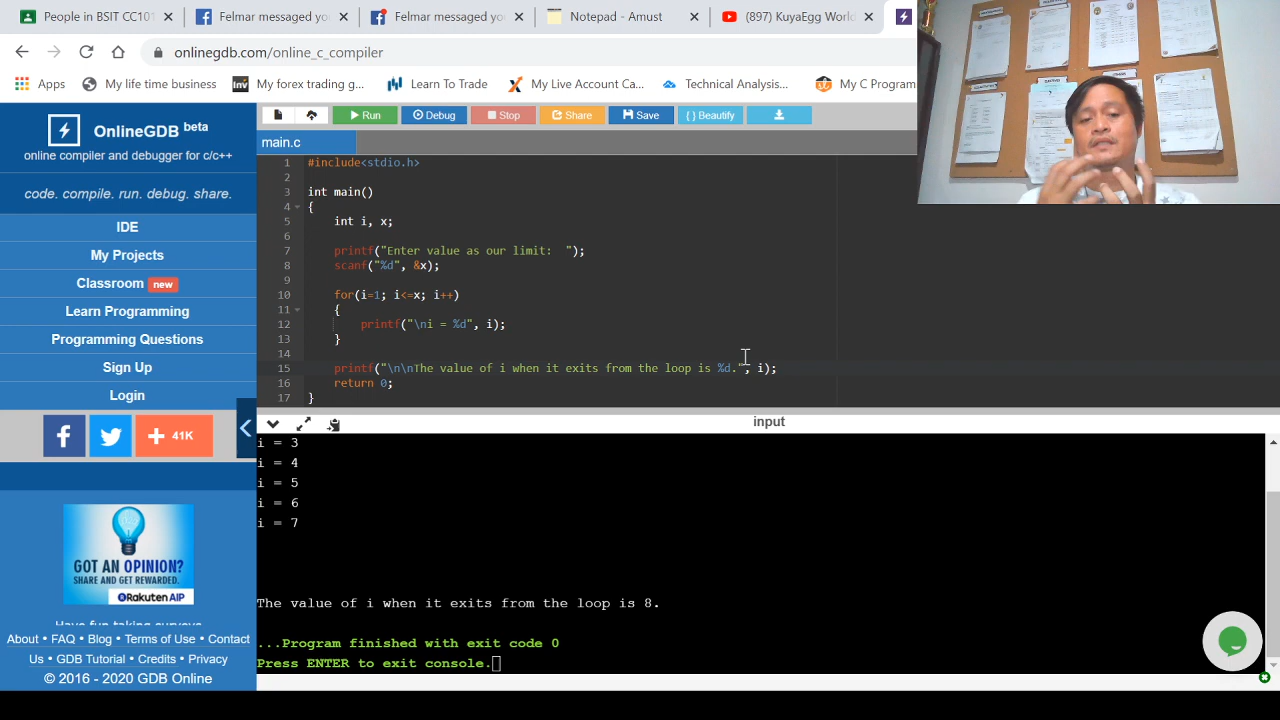 People in BSIT CC101
Felmar messaged you
Felmar messaged you
Notepad - Amust
(897) KuyaEgg World
onlinegdb.com/online_c_compiler
Apps
My life time business
My forex trading g...
Learn To Trade
My Live Account Ca...
Technical Analysis...
My C Program
OnlineGDB beta
online compiler and debugger for c/c++
code. compile. run. debug. share.
IDE
My Projects
Classroom new
Learn Programming
Programming Questions
Sign Up
Login
41K
GOT AN OPINION?
SHARE AND GET REWARDED.
Rakuten AIP
Have fun taking surveys
About • FAQ • Blog • Terms of Use • Contact
Us • GDB Tutorial • Credits • Privacy
© 2016 - 2020 GDB Online
Run
Debug
Stop
Share
Save
{ } Beautify
main.c
1 #include<stdio.h>
2
3 int main()
4 {
5 int i, x;
6
7 printf("Enter value as our limit:  ");
8 scanf("%d", &x);
9
10 for(i=1; i<=x; i++)
11 {
12 printf("\ni = %d", i);
13 }
14
15 printf("\n\nThe value of i when it exits from the loop is %d.", i);
16 return 0;
17 }
input
i = 3
i = 4
i = 5
i = 6
i = 7
The value of i when it exits from the loop is 8.
...Program finished with exit code 0
Press ENTER to exit console.